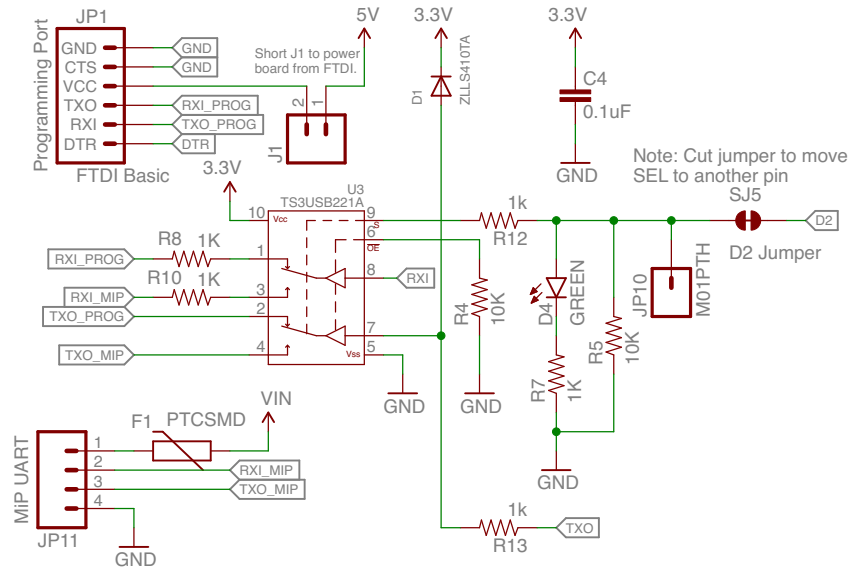 JP1
Programming Port
GND
CTS
VCC
TXO
RXI
DTR
GND
GND
RXI_PROG
TXO_PROG
DTR
FTDI Basic
5V
Short J1 to power
board from FTDI.
2
1
J1
3.3V
D1
ZLLS410TA
3.3V
C4
0.1uF
GND
Note: Cut jumper to move
SEL to another pin
SJ5
D2
D2 Jumper
3.3V
U3
TS3USB221A
10
Vcc
9
S
6
OE
1
8
RXI
3
2
7
4
5
Vss
RXI_PROG
R8
1K
R10
1K
RXI_MIP
TXO_PROG
TXO_MIP
GND
1k
R12
R4
10K
GND
D4
GREEN
R7
1K
R5
10K
GND
JP10
M01PTH
MiP UART
1
2
3
4
JP11
F1
PTCSMD
VIN
RXI_MIP
TXO_MIP
GND
1k
R13
TXO